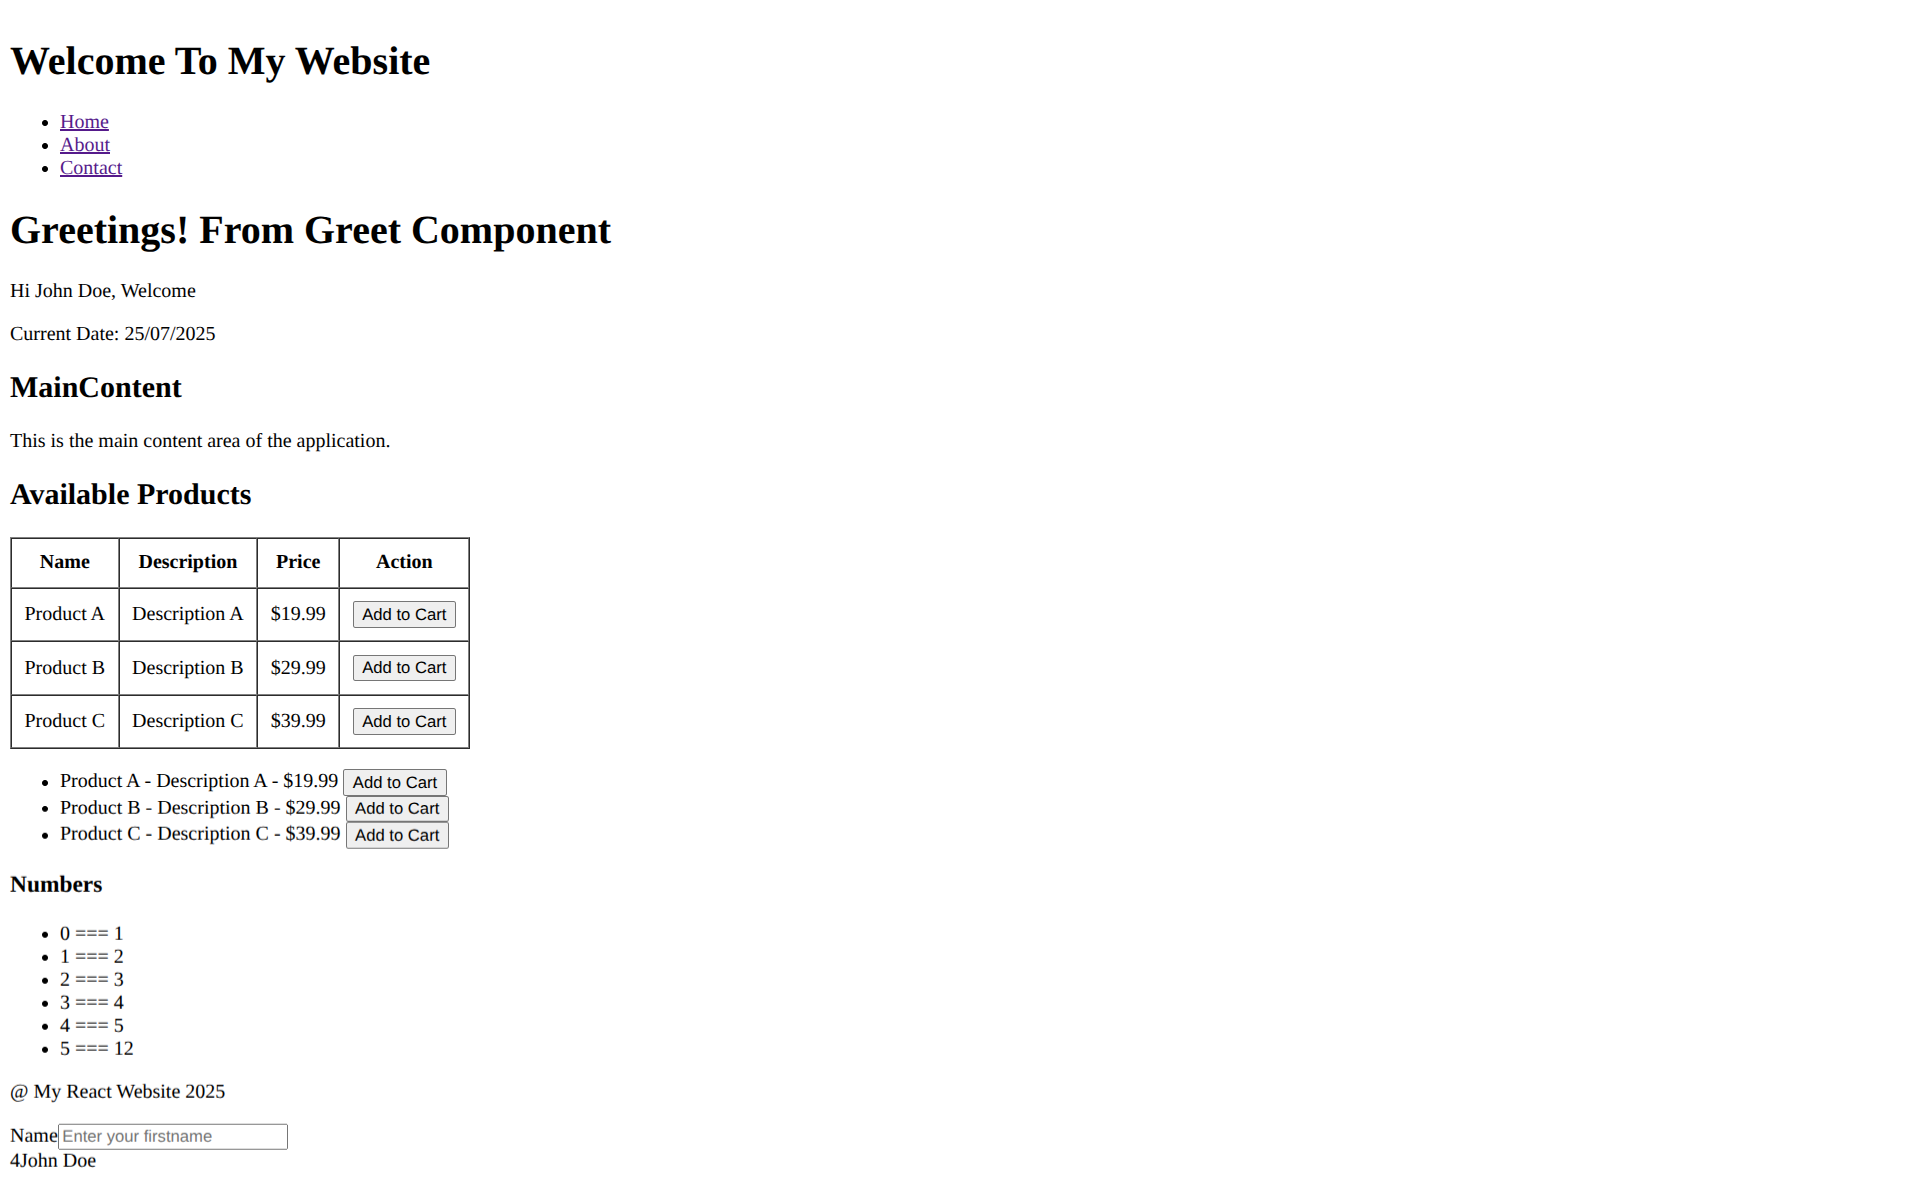 Welcome To My Website
Home
About
Contact
Greetings! From Greet Component
Hi John Doe, Welcome
Current Date: 25/07/2025
MainContent
This is the main content area of the application.
Available Products
Name Description Price Action
Product A Description A $19.99 Add to Cart
Product B Description B $29.99 Add to Cart
Product C Description C $39.99 Add to Cart
Product A - Description A - $19.99 Add to Cart
Product B - Description B - $29.99 Add to Cart
Product C - Description C - $39.99 Add to Cart
Numbers
0 === 1
1 === 2
2 === 3
3 === 4
4 === 5
5 === 12
@ My React Website 2025
Name Enter your firstname
4John Doe